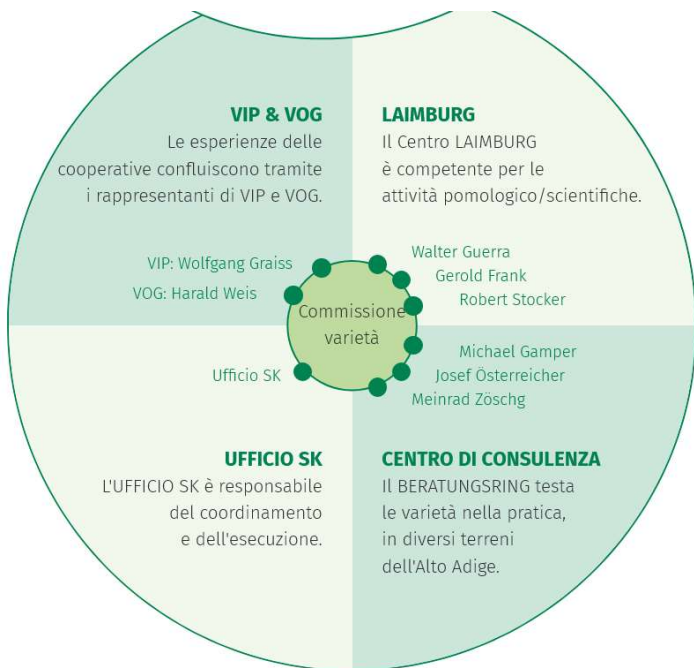 VIP & VOG
Le esperienze delle
cooperative confluiscono tramite
i rappresentanti di VIP e VOG.
LAIMBURG
Il Centro LAIMBURG
è competente per le
attività pomologico/scientifiche.
VIP: Wolfgang Graiss
VOG: Harald Weis
Walter Guerra
Gerold Frank
Robert Stocker
Commissione
varietà
Ufficio SK
Michael Gamper
Josef Österreicher
Meinrad Zöschg
UFFICIO SK
L'UFFICIO SK è responsabile
del coordinamento
e dell'esecuzione.
CENTRO DI CONSULENZA
Il BERATUNGSRING testa
le varietà nella pratica,
in diversi terreni
dell'Alto Adige.